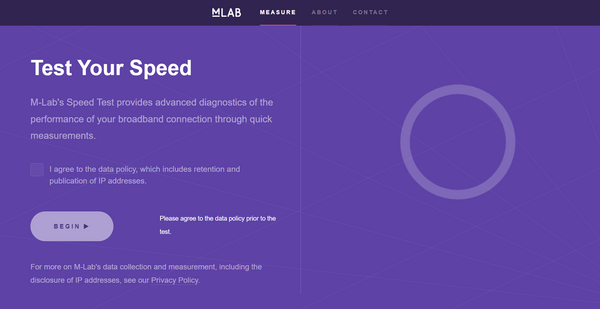 MLAB MEASURE ABOUT CONTACT
Test Your Speed
M-Lab's Speed Test provides advanced diagnostics of the
performance of your broadband connection through quick
measurements.
I agree to the data policy, which includes retention and
publication of IP addresses.
BEGIN
Please agree to the data policy prior to the
test.
For more on M-Lab's data collection and measurement, including the
disclosure of IP addresses, see our Privacy Policy.